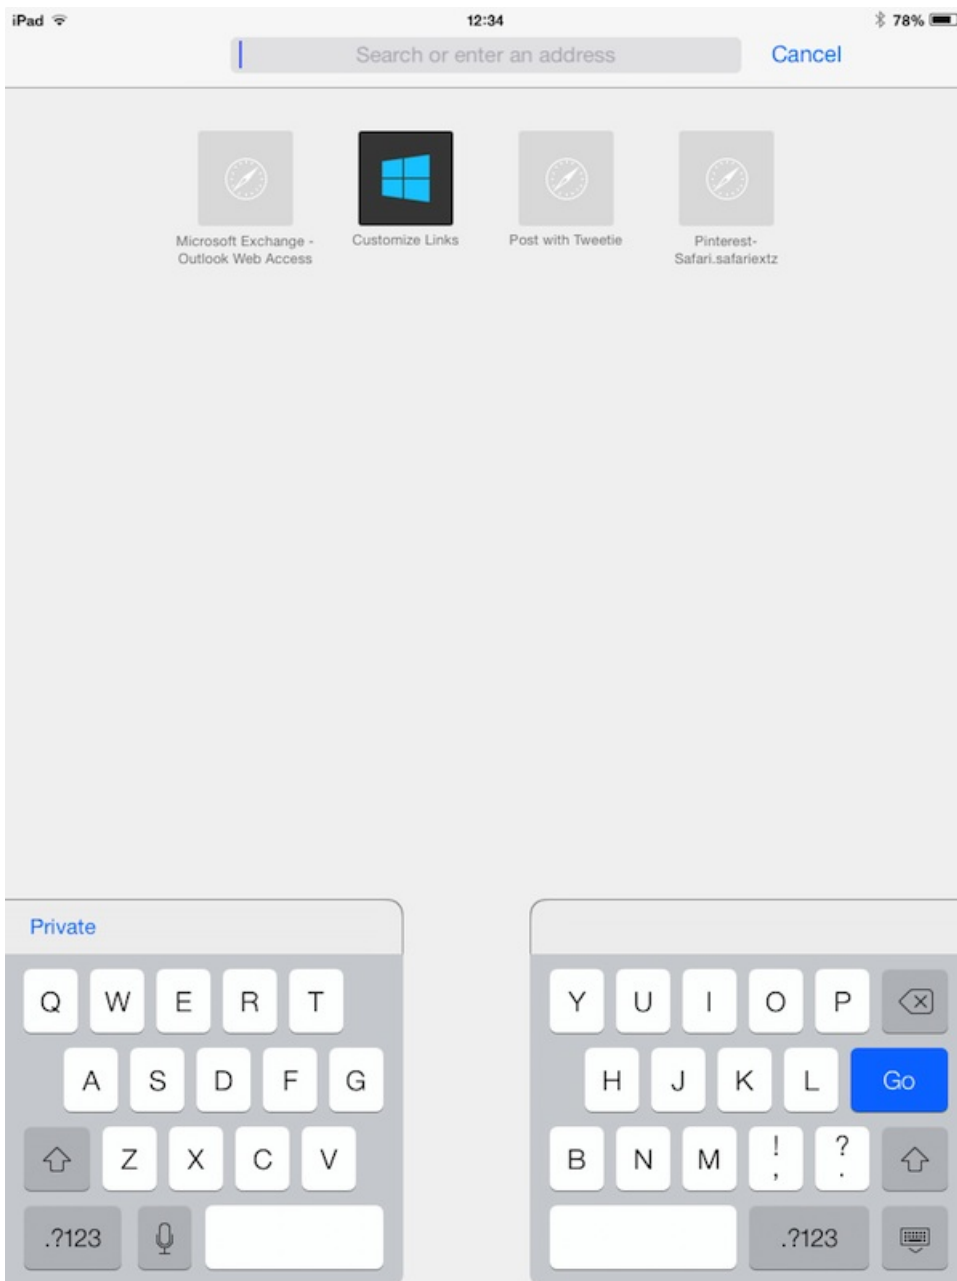 iPad 12:34 78%
Search or enter an address Cancel
Microsoft Exchange -
Outlook Web Access
Customize Links
Post with Tweetie
Pinterest-
Safari.safariextz
Private
Q W E R T Y U I O P
A S D F G H J K L Go
Z X C V B N M ! , ? .
.?123 .?123